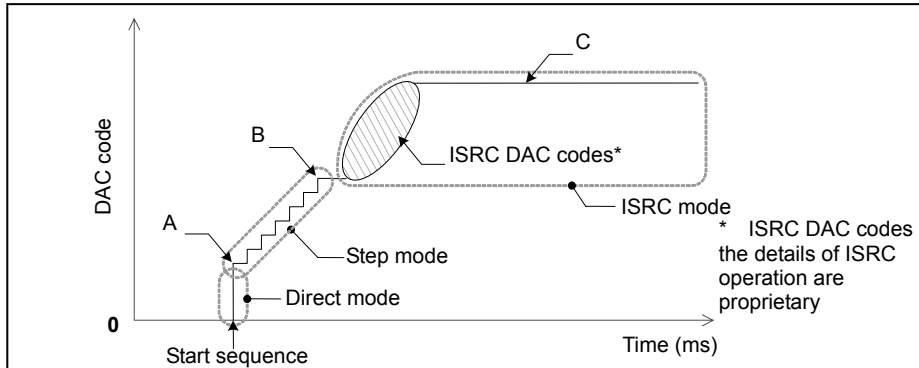 C
B
ISRC DAC codes*
DAC code
A
ISRC mode
* ISRC DAC codes
the details of ISRC
operation are
proprietary
Step mode
Direct mode
0
Start sequence
Time (ms)